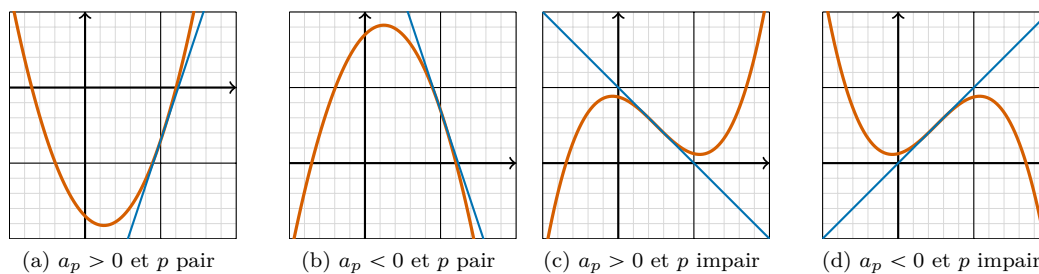 (a) $a_p > 0$ et $p$ pair
(b) $a_p < 0$ et $p$ pair
(c) $a_p > 0$ et $p$ impair
(d) $a_p < 0$ et $p$ impair